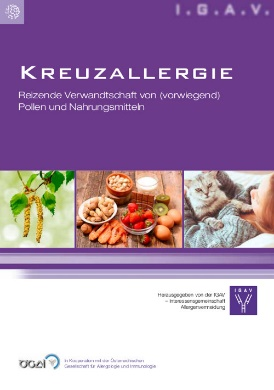 I.G.A.V.
KREUZALLERGIE
Reizende Verwandtschaft von (vorwiegend)
Pollen und Nahrungsmitteln
Herausgegeben von der IGAV
– Interessensgemeinschaft
Allergenvermeidung
IGAV
ÖGAI
In Kooperation mit der Österreichischen
Gesellschaft für Allergologie und Immunologie